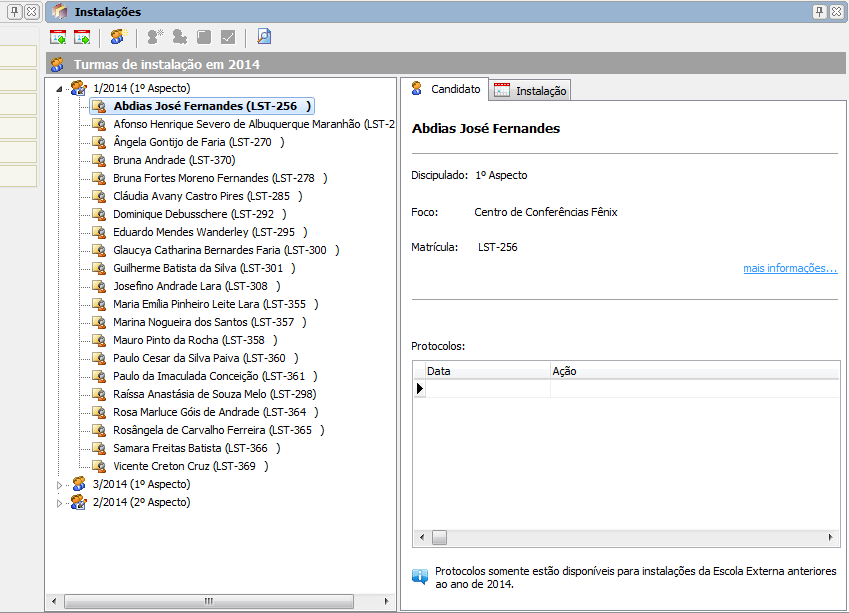 Instalações
Turmas de instalação em 2014
1/2014 (1º Aspecto)
Abdias José Fernandes (LST-256 )
Afonso Henrique Severo de Albuquerque Maranhão (LST-2
Ângela Gontijo de Faria (LST-270 )
Bruna Andrade (LST-370)
Bruna Fortes Moreno Fernandes (LST-278 )
Cláudia Avany Castro Pires (LST-285 )
Dominique Debusschere (LST-292 )
Eduardo Mendes Wanderley (LST-295 )
Glaucya Catharina Bernardes Faria (LST-300 )
Guilherme Batista da Silva (LST-301 )
Josefino Andrade Lara (LST-308 )
Maria Emília Pinheiro Leite Lara (LST-355 )
Marina Nogueira dos Santos (LST-357 )
Mauro Pinto da Rocha (LST-358 )
Paulo Cesar da Silva Paiva (LST-360 )
Paulo da Imaculada Conceição (LST-361 )
Raíssa Anastásia de Souza Melo (LST-298)
Rosa Marluce Góis de Andrade (LST-364 )
Rosângela de Carvalho Ferreira (LST-365 )
Samara Freitas Batista (LST-366 )
Vicente Creton Cruz (LST-369 )
3/2014 (1º Aspecto)
2/2014 (2º Aspecto)
Candidato Instalação
Abdias José Fernandes
Discipulado: 1º Aspecto
Foco: Centro de Conferências Fênix
Matrícula: LST-256
mais informações...
Protocolos:
Data Ação
Protocolos somente estão disponíveis para instalações da Escola Externa anteriores
ao ano de 2014.